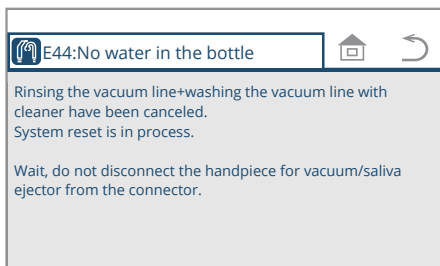 E44:No water in the bottle
Rinsing the vacuum line+washing the vacuum line with
cleaner have been canceled.
System reset is in process.
Wait, do not disconnect the handpiece for vacuum/saliva
ejector from the connector.